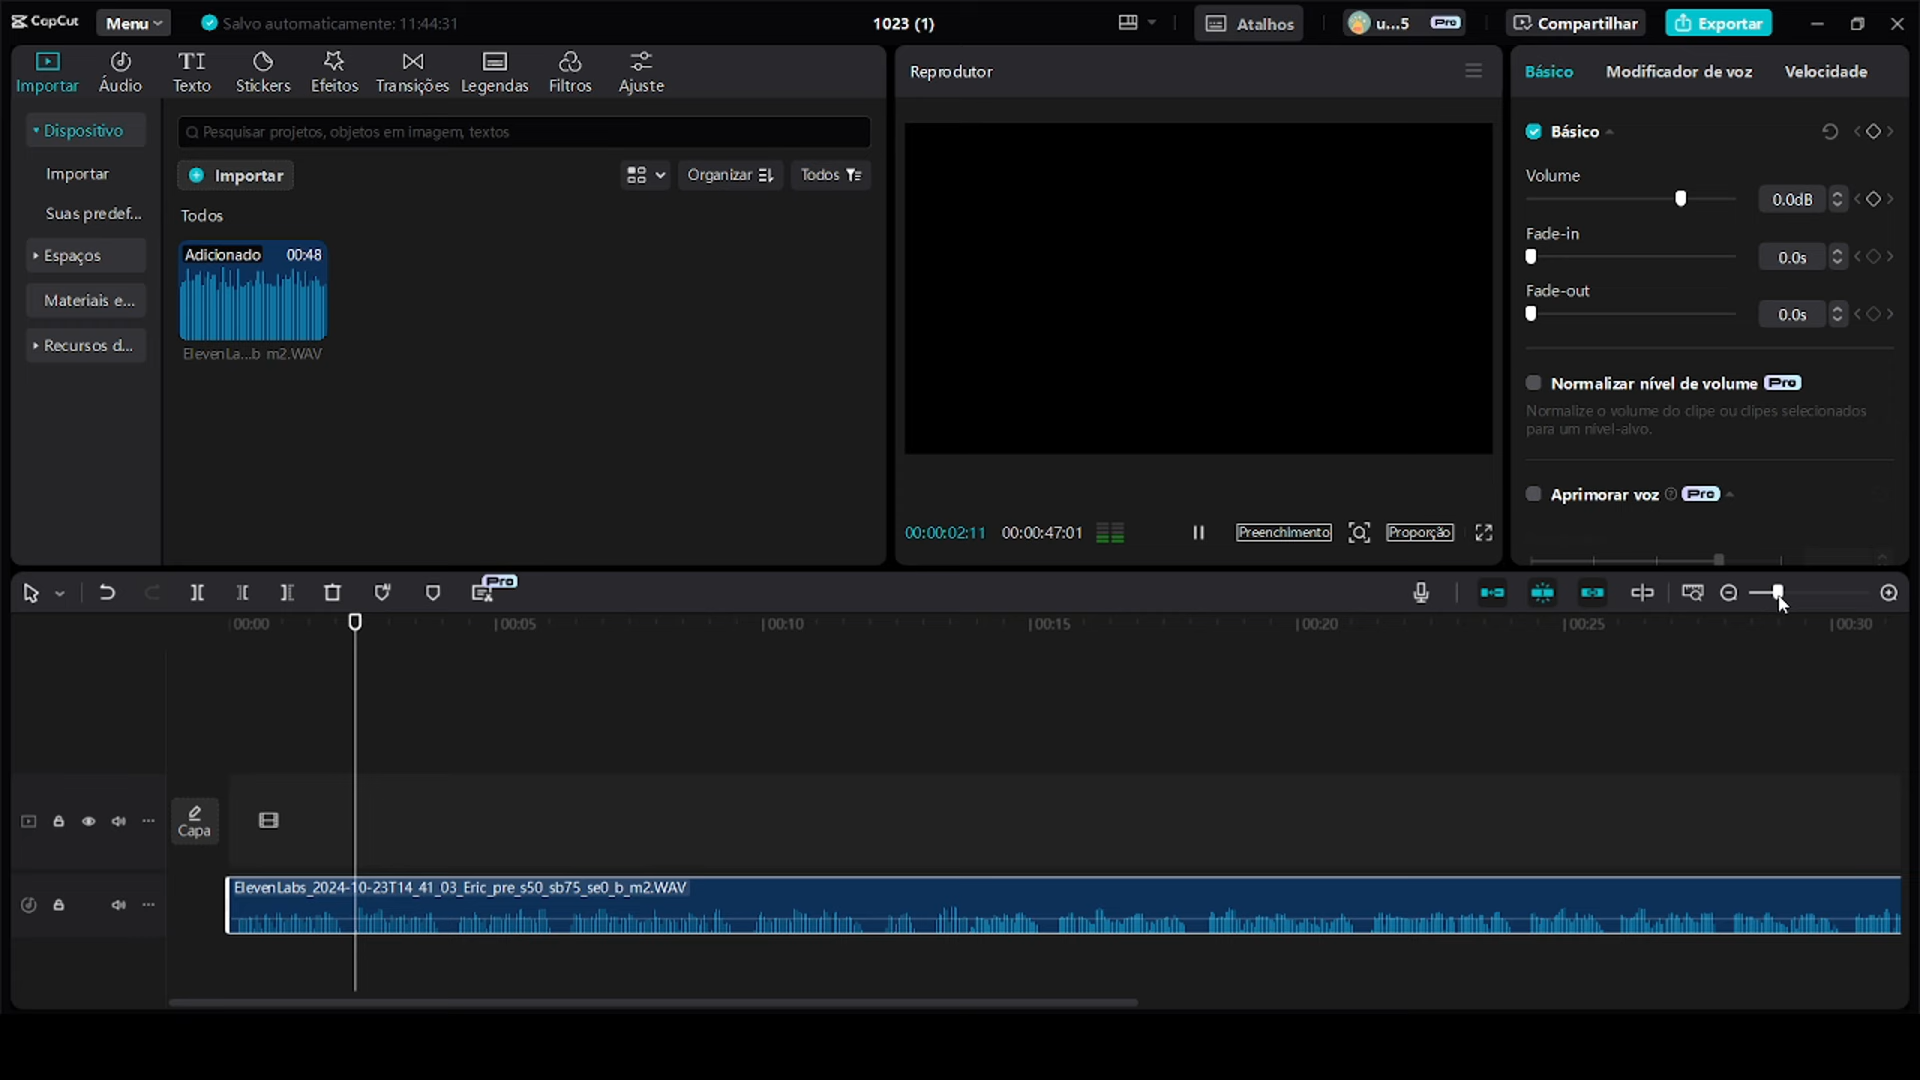 CapCut
Menu
Salvo automaticamente: 11:44:31
1023 (1)
Atalhos
u...5
Pro
Compartilhar
Exportar
Importar
Áudio
Texto
Stickers
Efeitos
Transições
Legendas
Filtros
Ajuste
Dispositivo
Importar
Suas predef...
Espaços
Materiais e...
Recursos d...
Pesquisar projetos, objetos em imagem, textos
Importar
Organizar
Todos
Todos
Adicionado
00:48
ElevenLa...b m2.WAV
Reprodutor
00:00:02:11
00:00:47:01
Preenchimento
Proporção
Básico
Modificador de voz
Velocidade
Básico
Volume
0.0dB
Fade-in
0.0s
Fade-out
0.0s
Normalizar nível de volume Pro
Normalize o volume do clipe ou clipes selecionados
para um nível-alvo.
Aprimorar voz Pro
Pro
00:00
00:05
00:10
00:15
00:20
00:25
00:30
Capa
ElevenLabs_2024-10-23T14_41_03_Eric_pre_s50_sb75_se0_b_m2.WAV